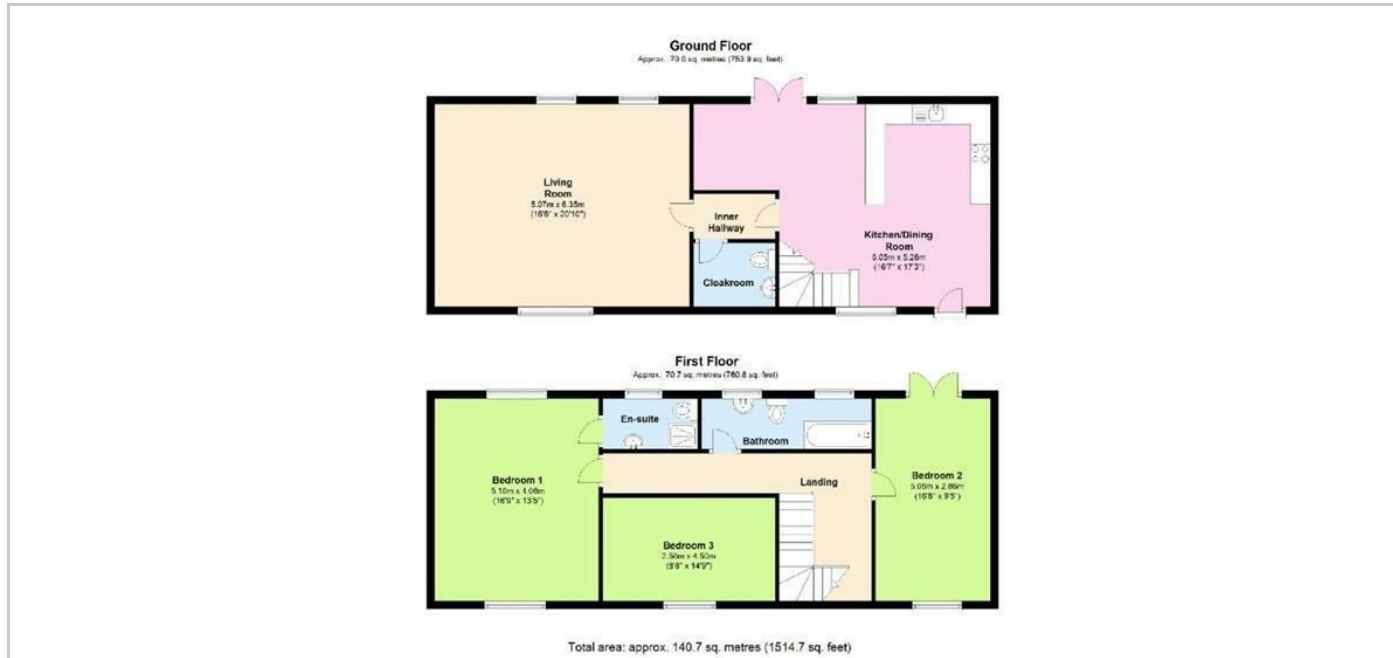 Ground Floor
Approx. 70.0 sq. metres (753.9 sq. feet)
Living
Room
5.07m x 6.35m
(16'8" x 20'10")
Inner
Hallway
Kitchen/Dining
Room
5.05m x 5.26m
(16'7" x 17'3")
Cloakroom
First Floor
Approx. 70.7 sq. metres (760.8 sq. feet)
En-suite
Bathroom
Bedroom 1
5.10m x 4.08m
(16'9" x 13'5")
Landing
Bedroom 2
5.08m x 2.86m
(16'8" x 9'5")
Bedroom 3
2.58m x 4.50m
(8'6" x 14'9")
Total area: approx. 140.7 sq. metres (1514.7 sq. feet)